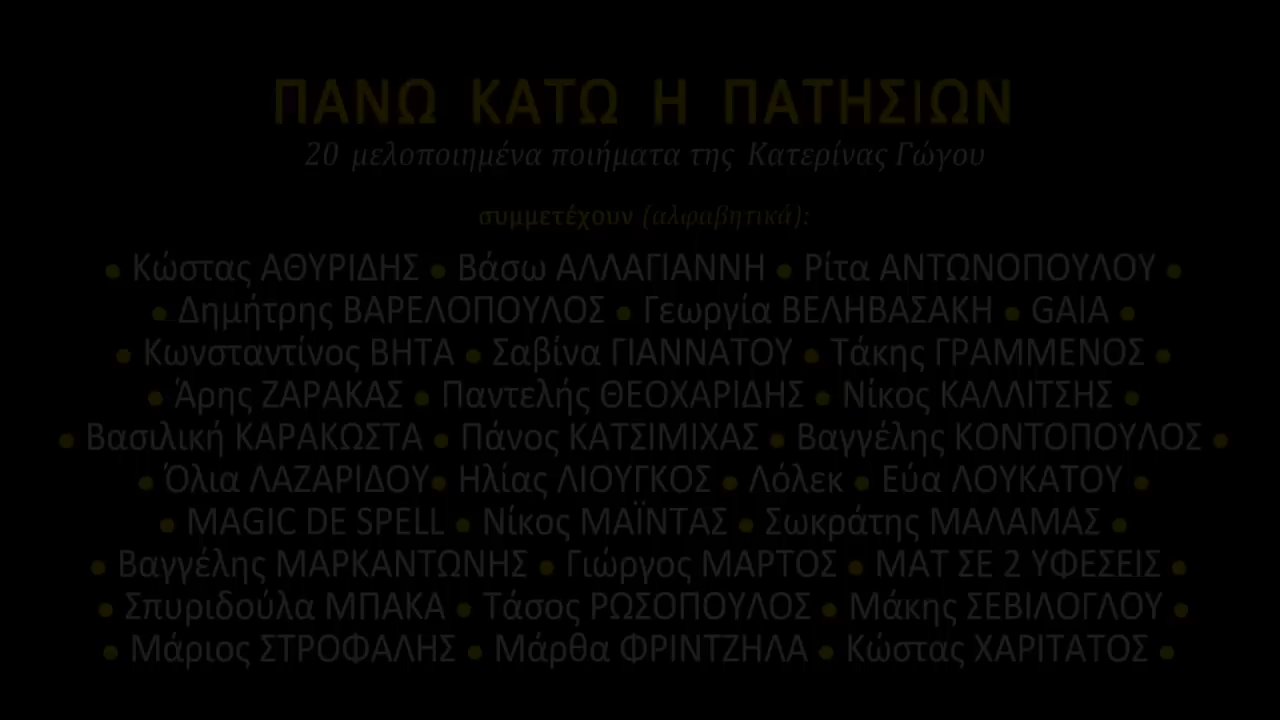 ΠΑΝΩ ΚΑΤΩ Η ΠΑΤΗΣΙΩΝ
20 μελοποιημένα ποιήματα της Κατερίνας Γώγου
συμμετέχουν (αλφαβητικά):
• Κώστας ΑΘΥΡΙΔΗΣ • Βάσω ΑΛΛΑΓΙΑΝΝΗ • Ρίτα ΑΝΤΩΝΟΠΟΥΛΟΥ •
• Δημήτρης ΒΑΡΕΛΟΠΟΥΛΟΣ • Γεωργία ΒΕΛΗΒΑΣΑΚΗ • GAIA •
• Κωνσταντίνος ΒΗΤΑ • Σαβίνα ΓΙΑΝΝΑΤΟΥ • Τάκης ΓΡΑΜΜΕΝΟΣ •
• Άρης ΖΑΡΑΚΑΣ • Παντελής ΘΕΟΧΑΡΙΔΗΣ • Νίκος ΚΑΛΛΙΤΣΗΣ •
• Βασιλική ΚΑΡΑΚΩΣΤΑ • Πάνος ΚΑΤΣΙΜΙΧΑΣ • Βαγγέλης ΚΟΝΤΟΠΟΥΛΟΣ •
• Όλια ΛΑΖΑΡΙΔΟΥ• Ηλίας ΛΙΟΥΓΚΟΣ • Λόλεκ • Εύα ΛΟΥΚΑΤΟΥ •
• MAGIC DE SPELL • Νίκος ΜΑΪΝΤΑΣ • Σωκράτης ΜΑΛΑΜΑΣ •
• Βαγγέλης ΜΑΡΚΑΝΤΩΝΗΣ • Γιώργος ΜΑΡΤΟΣ • ΜΑΤ ΣΕ 2 ΥΦΕΣΕΙΣ •
• Σπυριδούλα ΜΠΑΚΑ • Τάσος ΡΩΣΟΠΟΥΛΟΣ • Μάκης ΣΕΒΙΛΟΓΛΟΥ •
• Μάριος ΣΤΡΟΦΑΛΗΣ • Μάρθα ΦΡΙΝΤΖΗΛΑ • Κώστας ΧΑΡΙΤΑΤΟΣ •